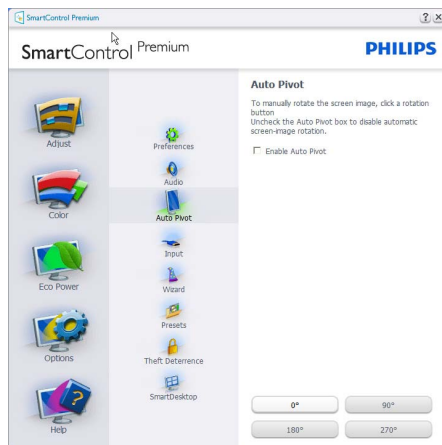 SmartControl Premium
SmartControl Premium
PHILIPS
Adjust
Color
Eco Power
Options
Help
Preferences
Audio
Auto Pivot
Input
Wizard
Presets
Theft Deterrence
SmartDesktop
Auto Pivot
To manually rotate the screen image, click a rotation
button
Uncheck the Auto Pivot box to disable automatic
screen-image rotation.
Enable Auto Pivot
0°
90°
180°
270°